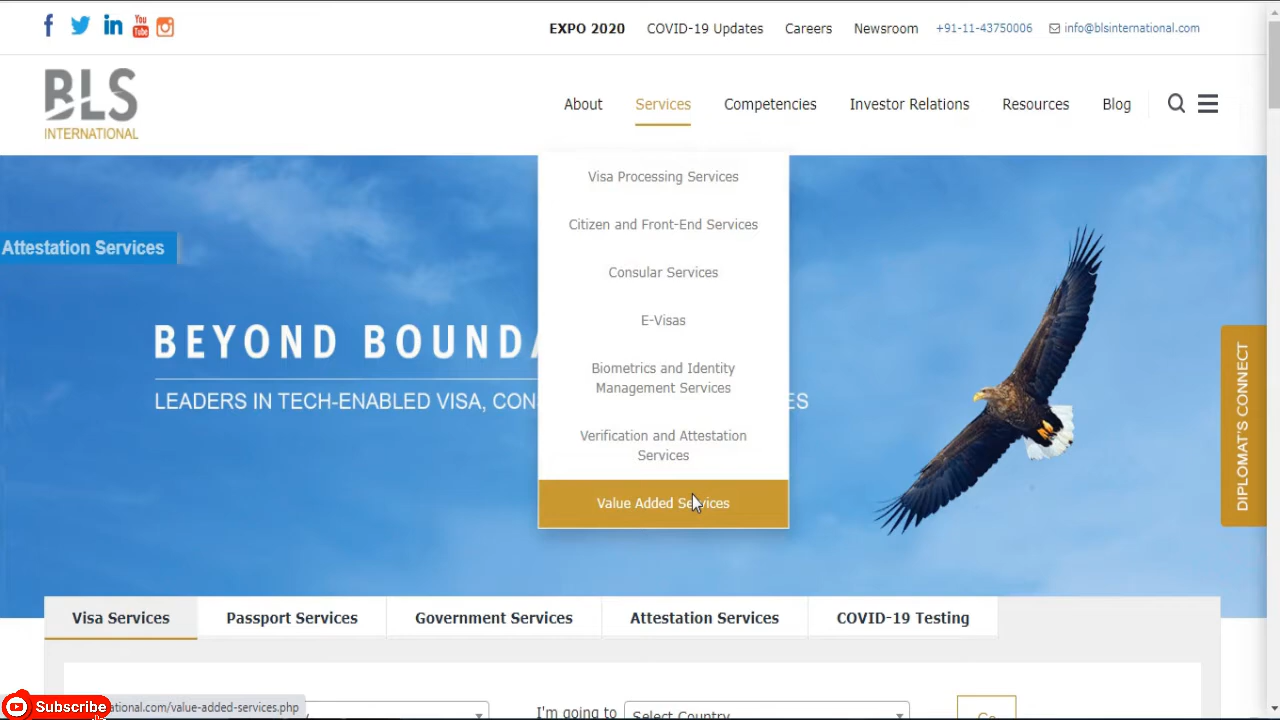 You Tube
EXPO 2020 COVID-19 Updates Careers Newsroom +91-11-43750006 info@blsinternational.com
BLS
INTERNATIONAL
About Services Competencies Investor Relations Resources Blog
Visa Processing Services
Citizen and Front-End Services
Attestation Services
Consular Services
E-Visas
BEYOND
LEADERS IN TECH-ENABLED VISA,
Biometrics and Identity
Management Services
Verification and Attestation
Services
Value Added Services
DIPLOMAT'S CONNECT
Visa Services Passport Services Government Services Attestation Services COVID-19 Testing
I'm going to Select Country Go
Subscribe
national.com/value-added-services.php